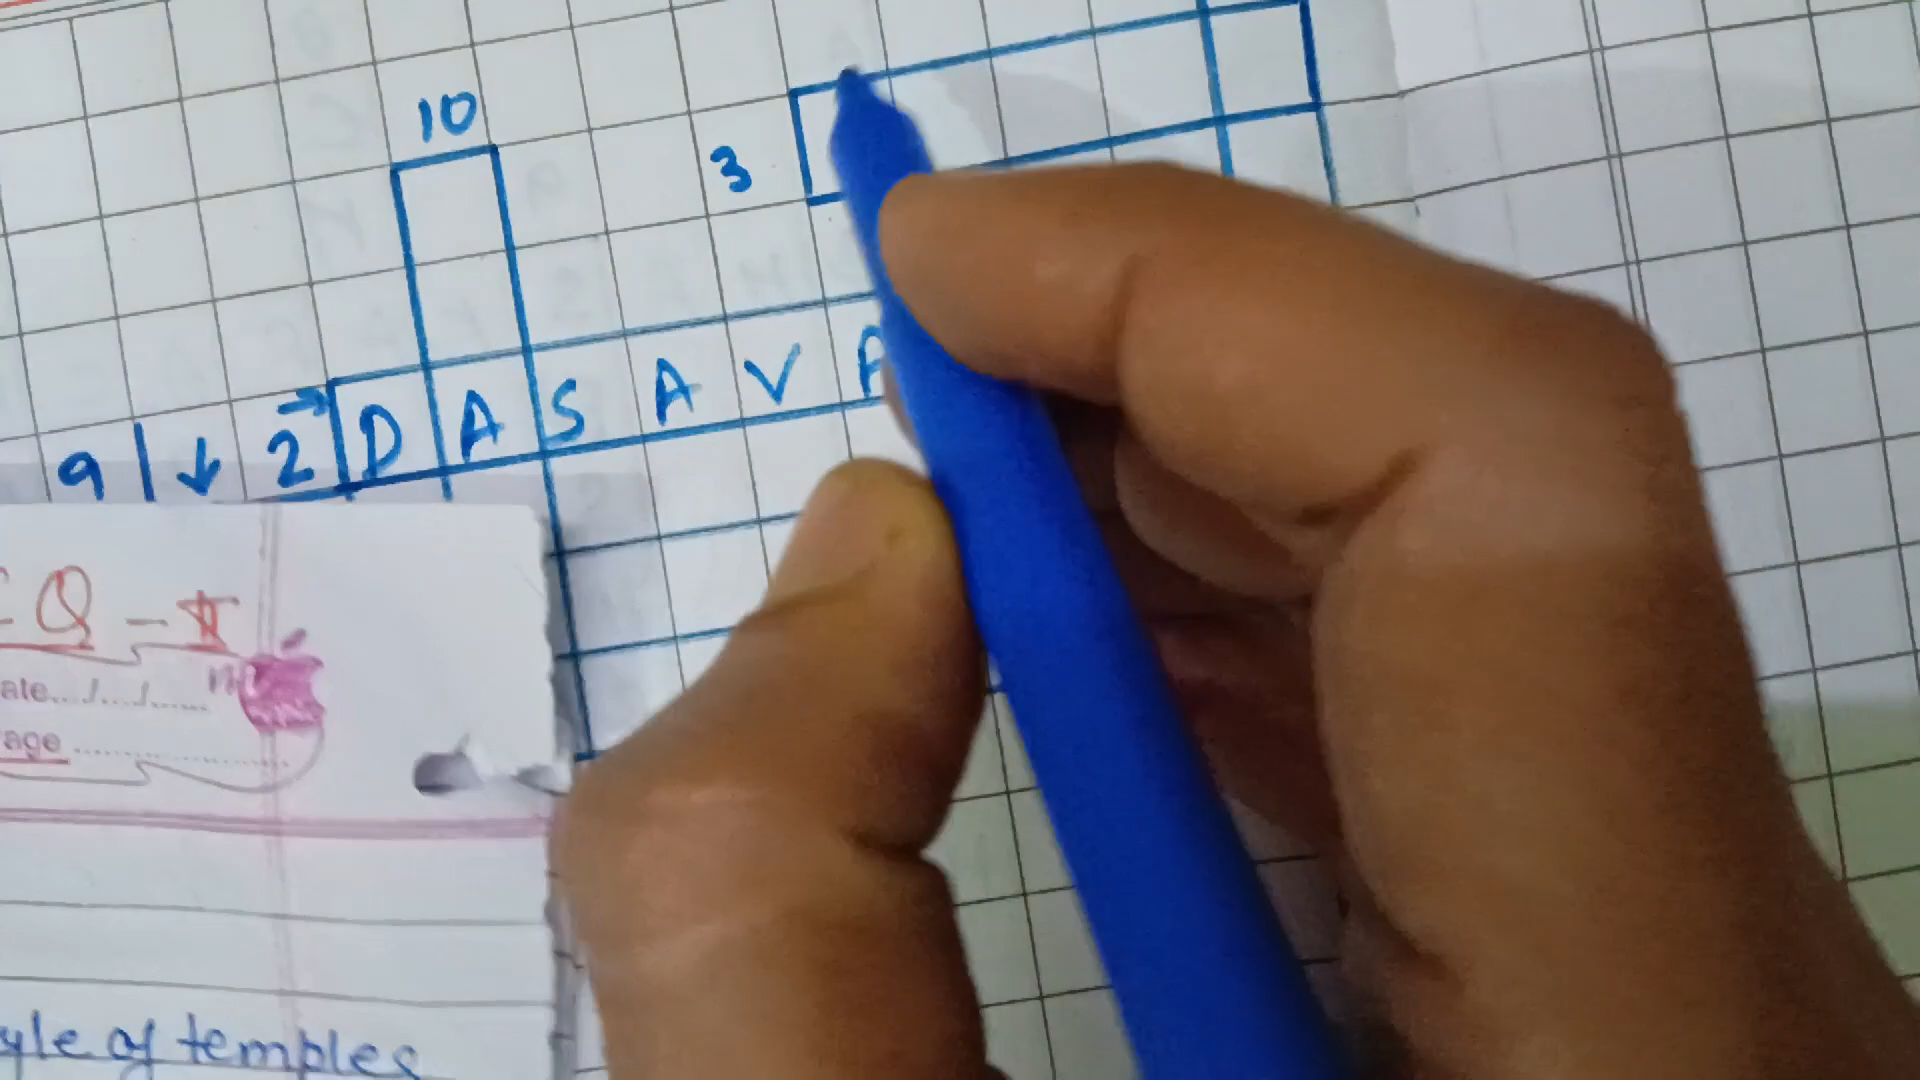 10
3
9 ↓ 2 → D A S A V A
Q - II
ate..../..../......
age ..................
yle of temples